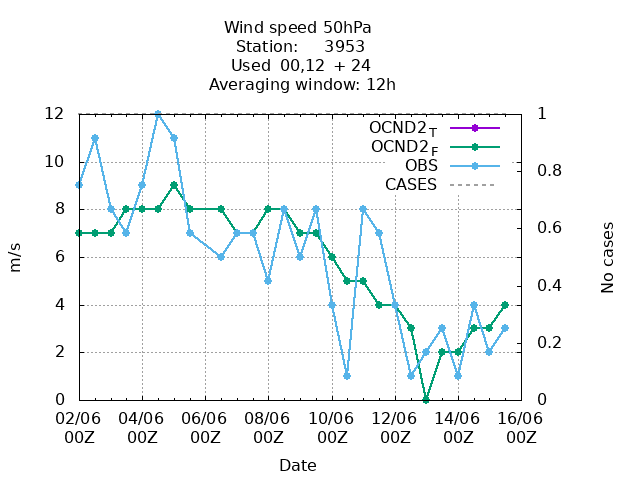 Wind speed 50hPa
Station: 3953
Used 00,12 + 24
Averaging window: 12h
OCND2_T
OCND2_F
OBS
CASES
m/s
12
10
8
6
4
2
0
No cases
1
0.8
0.6
0.4
0.2
0
02/06 04/06 06/06 08/06 10/06 12/06 14/06 16/06
00Z 00Z 00Z 00Z 00Z 00Z 00Z 00Z
Date